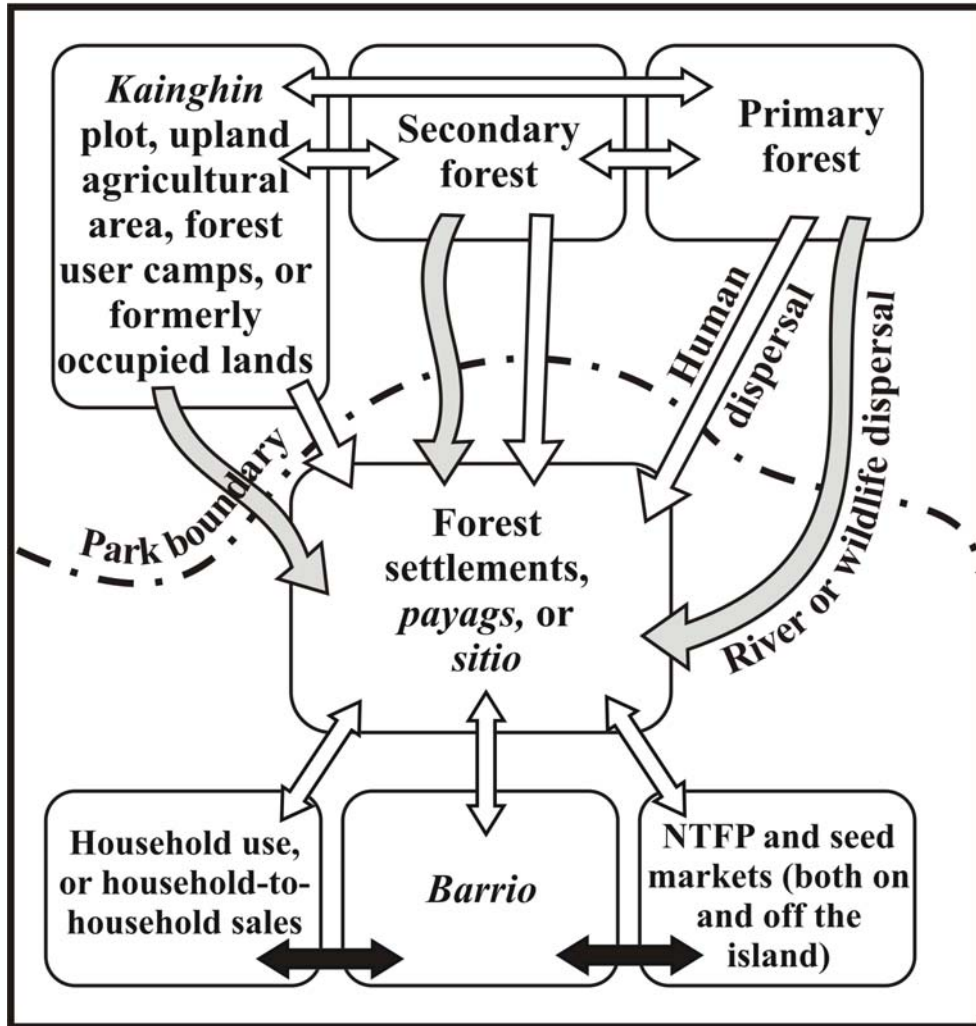 Kainghin
plot, upland
agricultural
area, forest
user camps, or
formerly
occupied lands
Secondary
forest
Primary
forest
Human
dispersal
River or wildlife dispersal
Park boundary
Forest
settlements,
payags, or
sitio
Household use,
or household-to-
household sales
Barrio
NTFP and seed
markets (both on
and off the
island)